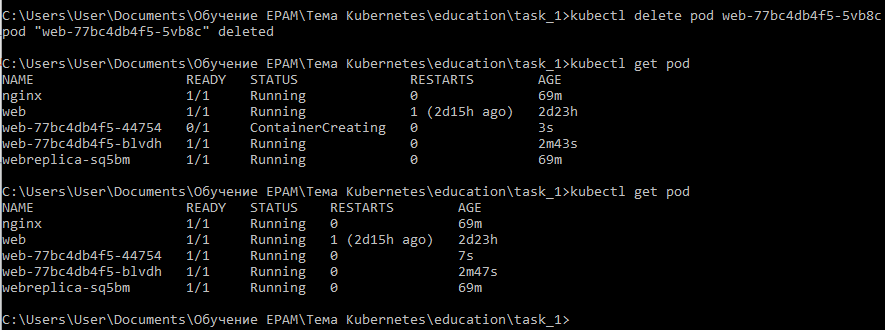 C:\Users\User\Documents\Обучение EPAM\Тема Kubernetes\education\task_1>kubectl delete pod web-77bc4db4f5-5vb8c
pod "web-77bc4db4f5-5vb8c" deleted
C:\Users\User\Documents\Обучение EPAM\Тема Kubernetes\education\task_1>kubectl get pod
NAME READY STATUS RESTARTS AGE
nginx 1/1 Running 0 69m
web 1/1 Running 1 (2d15h ago) 2d23h
web-77bc4db4f5-44754 0/1 ContainerCreating 0 3s
web-77bc4db4f5-blvdh 1/1 Running 0 2m43s
webreplica-sq5bm 1/1 Running 0 69m
C:\Users\User\Documents\Обучение EPAM\Тема Kubernetes\education\task_1>kubectl get pod
NAME READY STATUS RESTARTS AGE
nginx 1/1 Running 0 69m
web 1/1 Running 1 (2d15h ago) 2d23h
web-77bc4db4f5-44754 1/1 Running 0 7s
web-77bc4db4f5-blvdh 1/1 Running 0 2m47s
webreplica-sq5bm 1/1 Running 0 69m
C:\Users\User\Documents\Обучение EPAM\Тема Kubernetes\education\task_1>